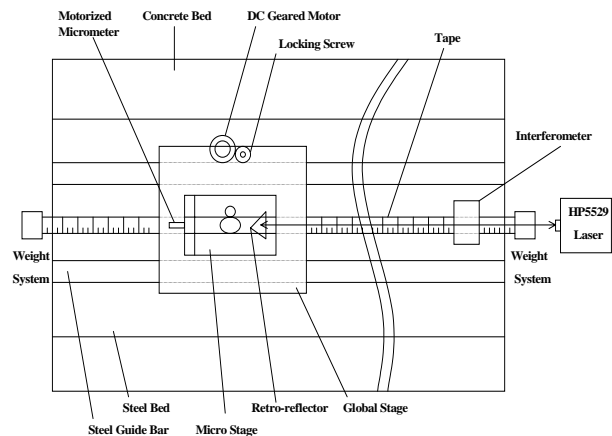 Motorized
Micrometer
Concrete Bed
DC Geared Motor
Locking Screw
Tape
Interferometer
HP5529
Laser
Weight
System
Weight
System
Steel Bed
Steel Guide Bar
Micro Stage
Retro-reflector
Global Stage